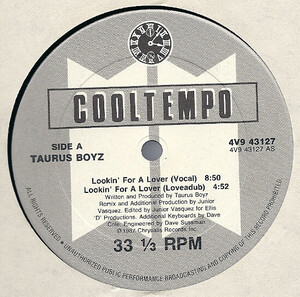 COOLTEMPO
SIDE A
TAURUS BOYZ
4V9 43127
4V9 43127 AS
Lookin' For A Lover (Vocal) 8:50
Lookin' For A Lover (Loveadub) 4:52
Written and Produced by Taurus Boyz
Remix and Additional Production by Junior
Vasquez. Edited by Junior Vasquez for Ellis
'D' Productions. Additional Keyboards by Dave
Cole. Engineered by Dave Sussman
℗ 1987 Chrysalis Records Inc.
33 1/3 RPM
UNAUTHORIZED PUBLIC PERFORMANCE BROADCASTING AND COPYING OF THIS RECORD PROHIBITED